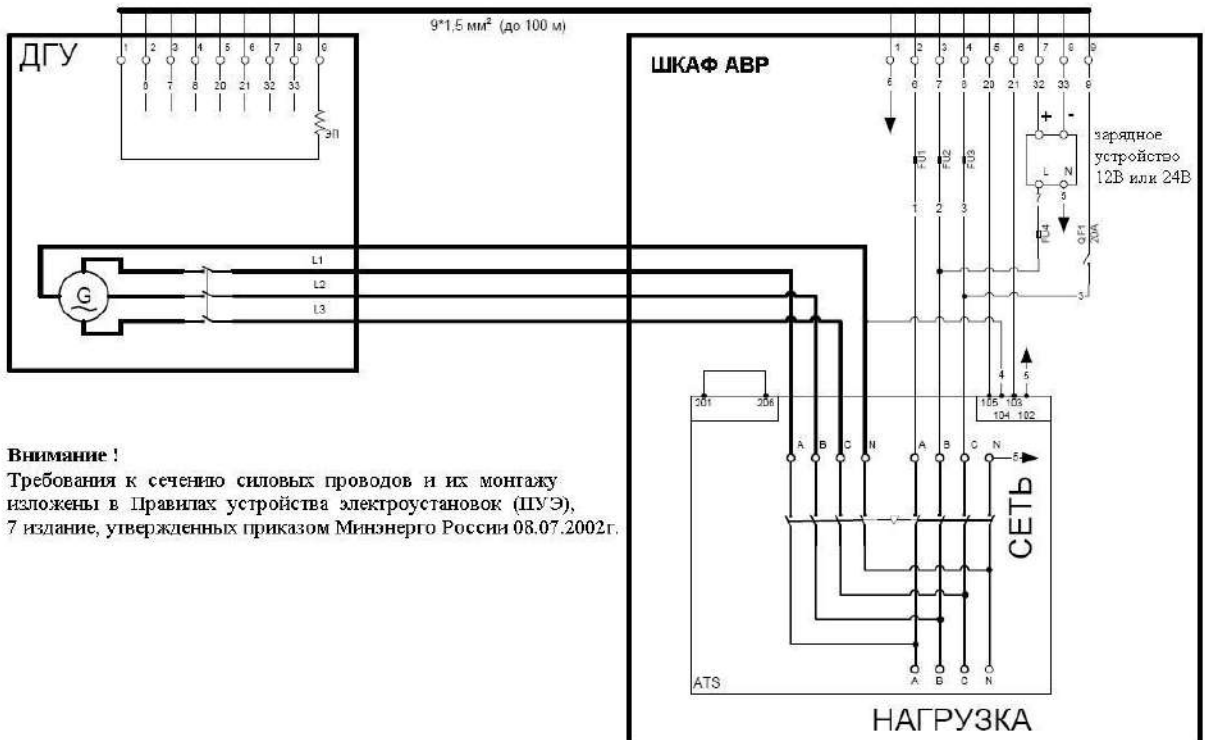 9*1,5 мм² (до 100 м)
ДГУ
1 2 3 4 5 6 7 8 9
6 7 8 20 21 32 33
ЭП
ШКАФ АВР
1 2 3 4 5 6 7 8 9
5 6 7 8 20 21 32 33 9
+ -
зарядное
устройство
12В или 24В
L N
FU1 FU2 FU3
1 2 3
5
FU4
QF1
20A
3
G
L1
L2
L3
4 5
201 206
105 103
104 102
A B C N A B C N
5
СЕТЬ
Внимание !
Требования к сечению силовых проводов и их монтажу
изложены в Правилах устройства электроустановок (ПУЭ),
7 издание, утвержденных приказом Минэнерго России 08.07.2002г.
ATS
A B C N
НАГРУЗКА